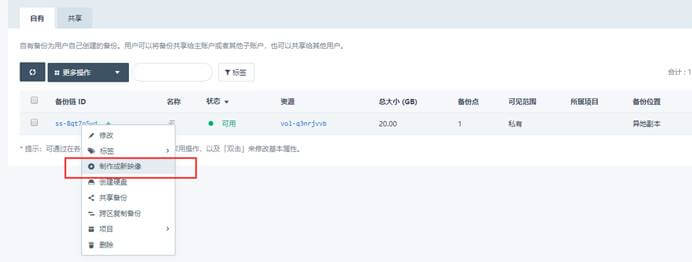 自有 共享
自有备份为用户自己创建的备份。用户可以将备份共享给主账户或者其他子账户，也可以共享给其他用户。
更多操作 标签 合计：1
备份链 ID 名称 状态 资源 总大小 (GB) 备份点 可见范围 所属项目 备份位置
可用 vol-q3nrjvvb 20.00 1 私有 异地副本
* 提示：可通过在各 用操作，以及「双击」来修改基本属性。
修改
标签
制作成新映像
创建硬盘
共享备份
跨区复制备份
项目
删除